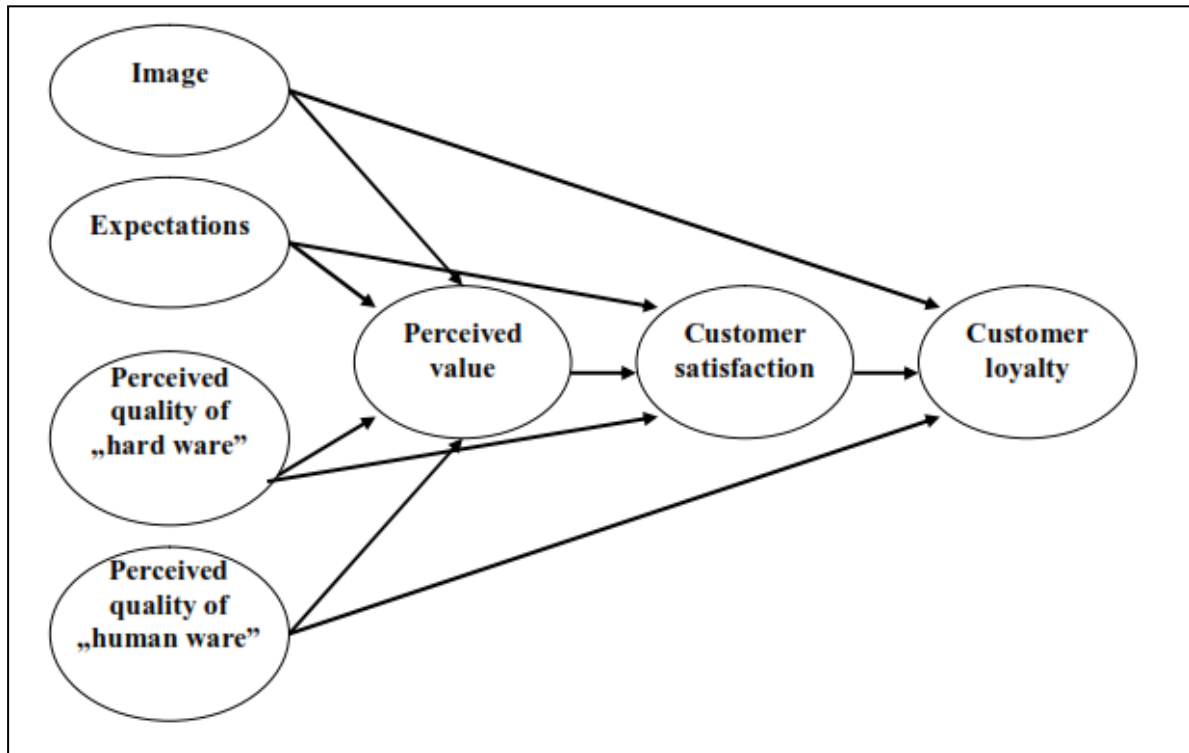 Image
Expectations
Perceived
quality of
„hard ware”
Perceived
quality of
„human ware”
Perceived
value
Customer
satisfaction
Customer
loyalty